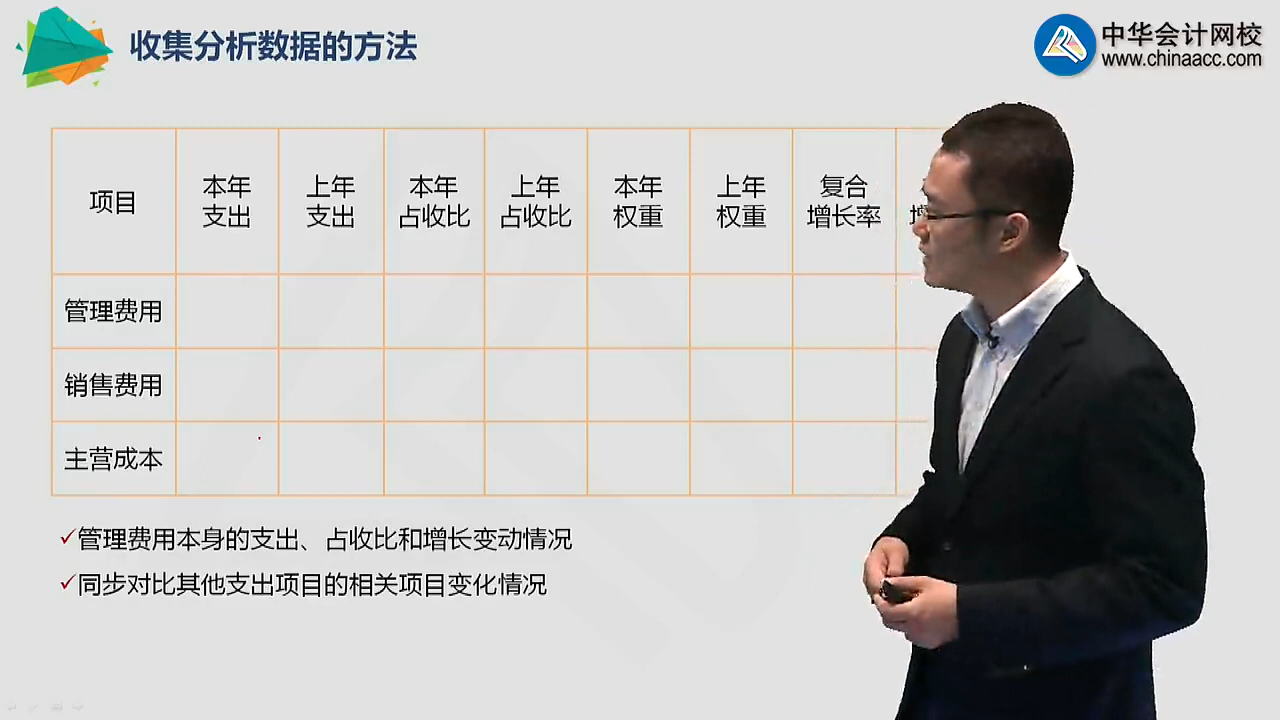 收集分析数据的方法
中华会计网校
www.chinaacc.com
项目
本年
支出
上年
支出
本年
占收比
上年
占收比
本年
权重
上年
权重
复合
增长率
管理费用
销售费用
主营成本
✓管理费用本身的支出、占收比和增长变动情况
✓同步对比其他支出项目的相关项目变化情况